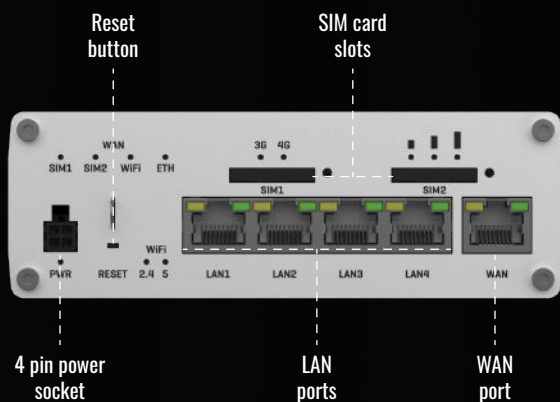 Reset
button
SIM card
slots
WAN
SIM1 SIM2 WiFi ETH
3G 4G
SIM1
SIM2
WiFi
PWR RESET 2.4 5
LAN1 LAN2 LAN3 LAN4 WAN
4 pin power
socket
LAN
ports
WAN
port